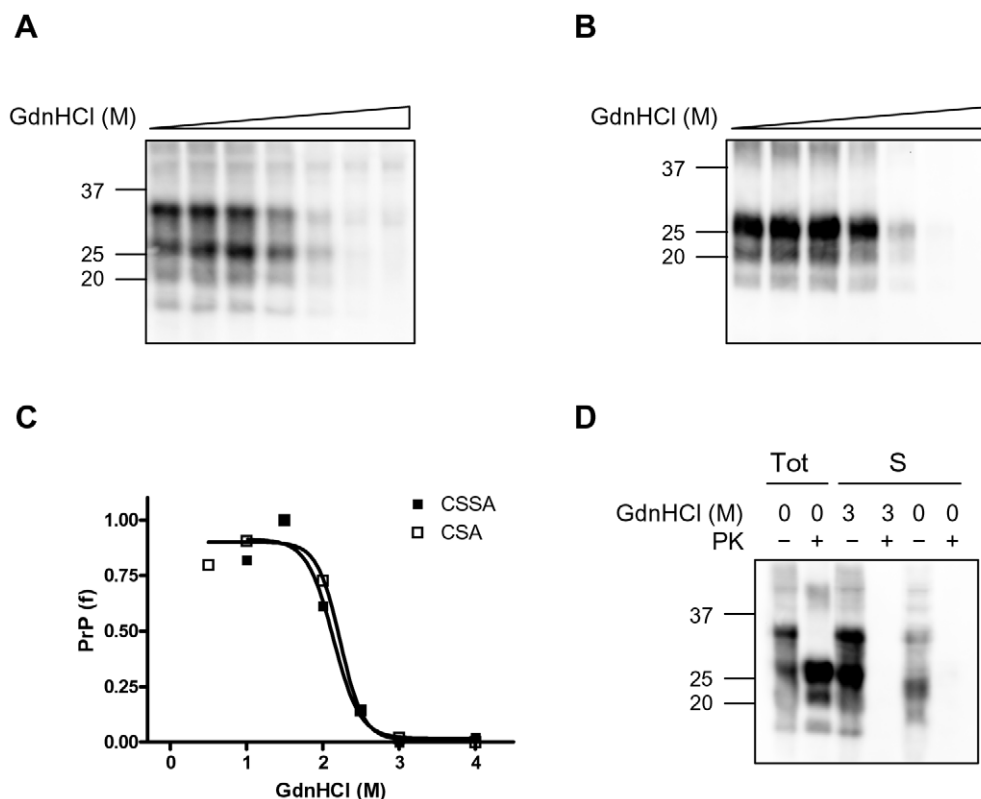 A
B
GdnHCl (M)
37
25
20
GdnHCl (M)
37
25
20
C
CSSA
CSA
1.00
0.75
0.50
0.25
0.00
PrP (f)
0 1 2 3 4
GdnHCl (M)
D
Tot S
GdnHCl (M) 0 0 3 3 0 0
PK – + – + – +
37
25
20